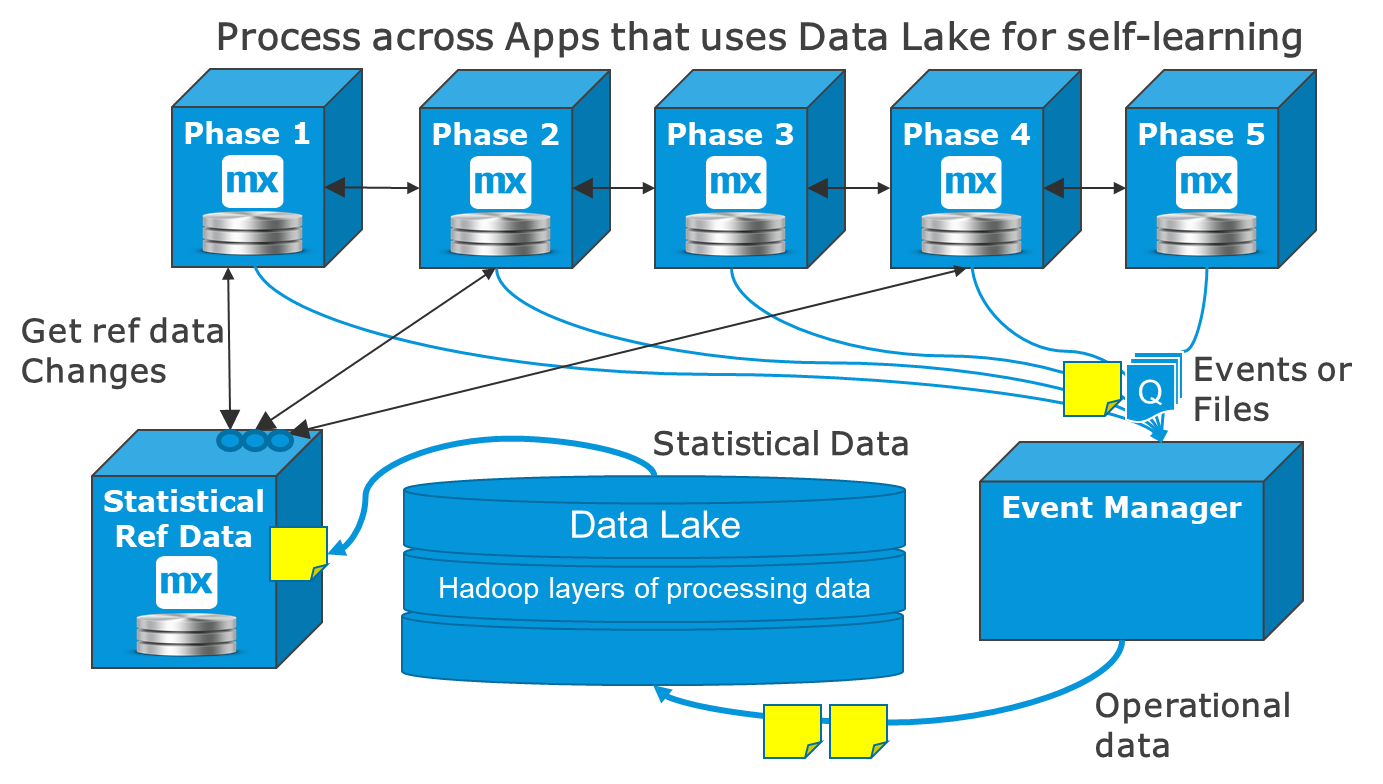 Process across Apps that uses Data Lake for self-learning
Phase 1
mx
Phase 2
mx
Phase 3
mx
Phase 4
mx
Phase 5
mx
Get ref data
Changes
Q
Events or
Files
Statistical Data
Statistical
Ref Data
mx
Data Lake
Hadoop layers of processing data
Event Manager
Operational
data